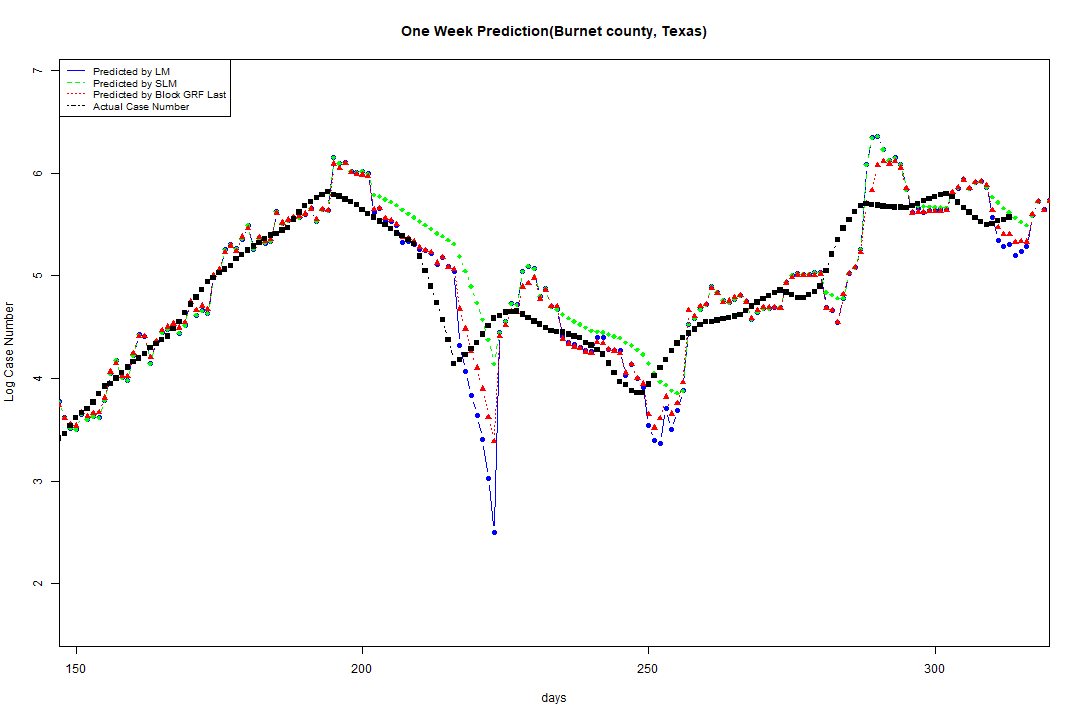 One Week Prediction(Burnet county, Texas)
Predicted by LM
Predicted by SLM
Predicted by Block GRF Last
Actual Case Number
7
6
5
4
3
2
Log Case Number
150 200 250 300
days